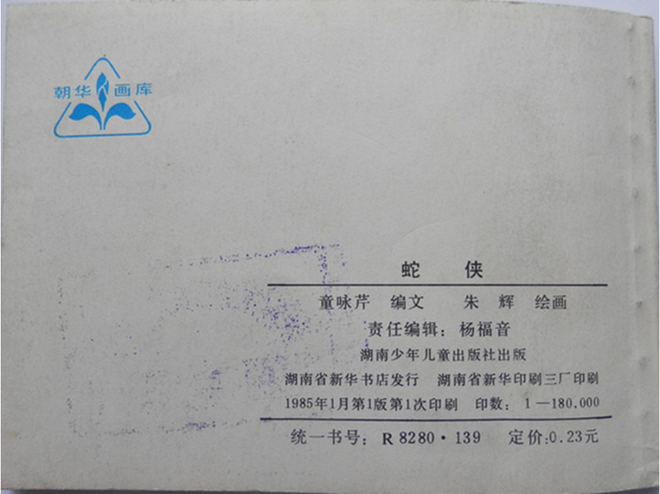 朝华画库
蛇 侠
童咏芹 编文 朱 辉 绘画
责任编辑：杨福音
湖南少年儿童出版社出版
湖南省新华书店发行 湖南省新华印刷三厂印刷
1985年1月第1版第1次印刷 印数：1—180.000
统一书号：R 8280·139 定价:0.23元